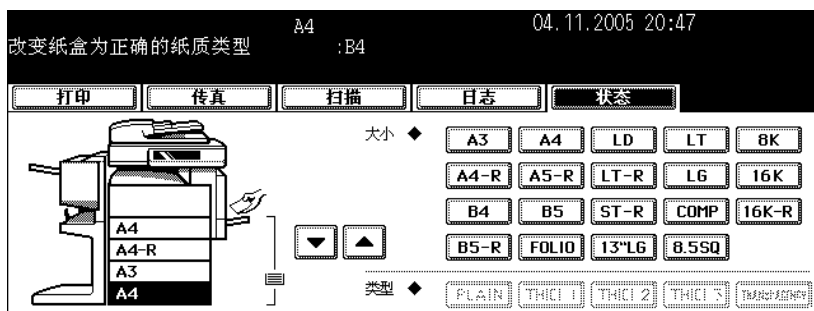 A4 04.11.2005 20:47
改变纸盒为正确的纸质类型 :B4
打印 传真 扫描 日志 状态
大小 ◆ A3 A4 LD LT 8K
A4-R A5-R LT-R LG 16K
B4 B5 ST-R COMP 16K-R
B5-R FOLIO 13"LG 8.5SQ
A4
A4-R
A3
A4
类型 ◆ PLAIN THICK 1 THICK 2 THICK 3